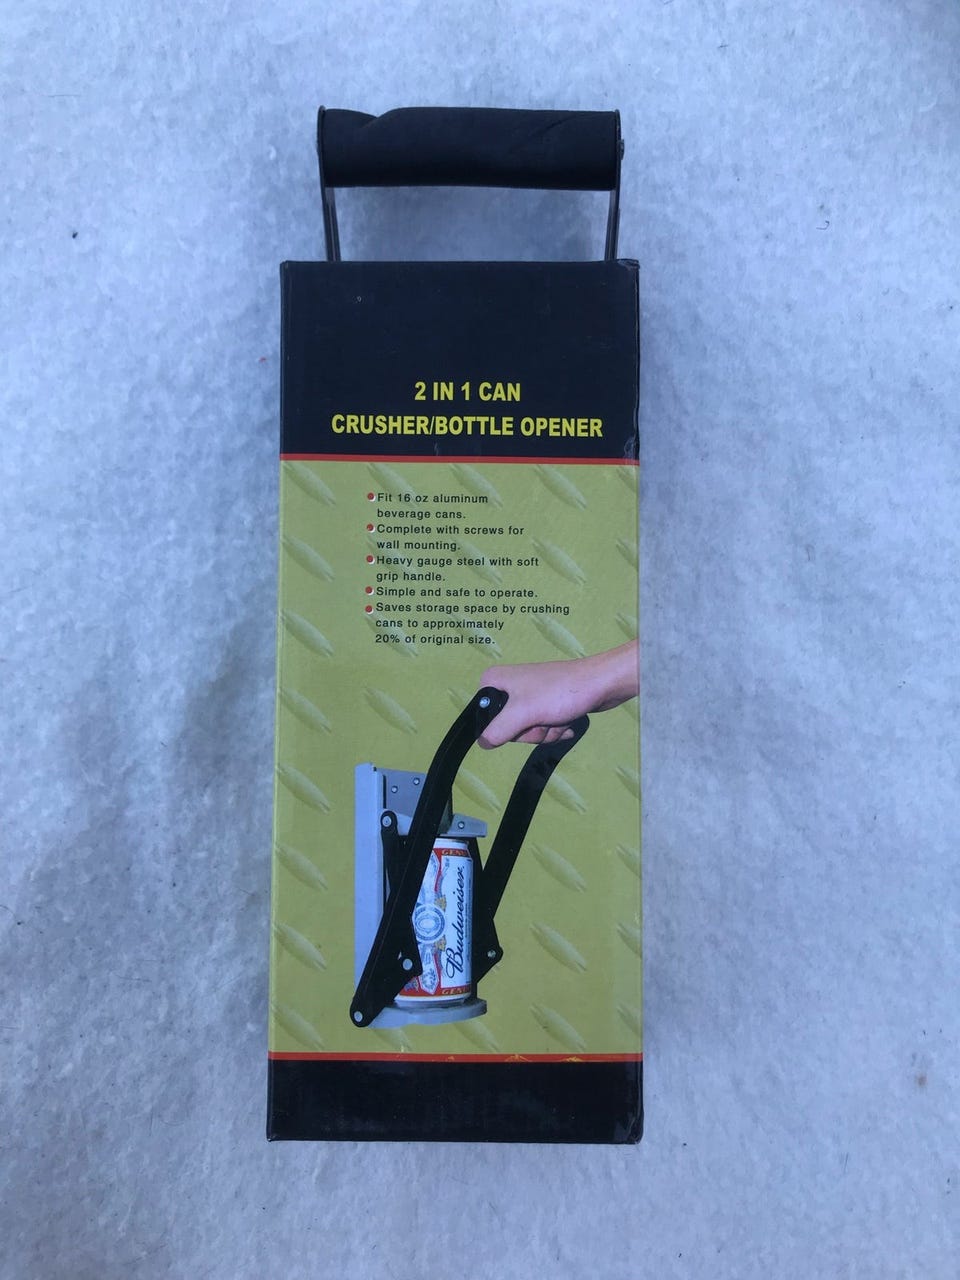 2 IN 1 CAN
CRUSHER/BOTTLE OPENER
Fit 16 oz aluminum
beverage cans.
Complete with screws for
wall mounting.
Heavy gauge steel with soft
grip handle.
Simple and safe to operate.
Saves storage space by crushing
cans to approximately
20% of original size.
Budweiser